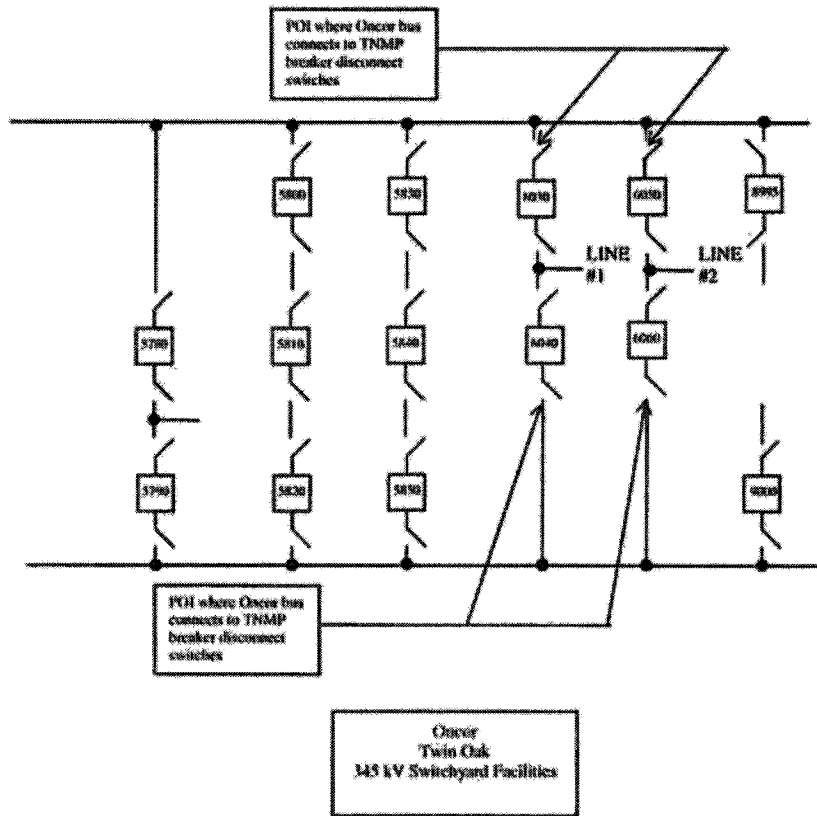 POI where Oncor bus
connects to TNMP
breaker disconnect
switches
5800
5830
6030
6050
8995
LINE
#1
LINE
#2
5780
5810
5840
6040
6060
5790
5820
5850
9000
POI where Oncor bus
connects to TNMP
breaker disconnect
switches
Oncor
Twin Oak
345 kV Switchyard Facilities